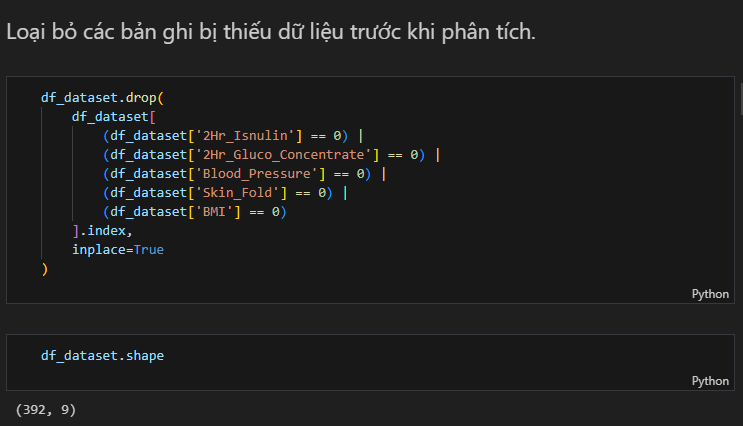 Loại bỏ các bản ghi bị thiếu dữ liệu trước khi phân tích.
df_dataset.drop(
    df_dataset[
        (df_dataset['2Hr_Isnulin'] == 0) |
        (df_dataset['2Hr_Gluco_Concentrate'] == 0) |
        (df_dataset['Blood_Pressure'] == 0) |
        (df_dataset['Skin_Fold'] == 0) |
        (df_dataset['BMI'] == 0)
    ].index,
    inplace=True
)
Python
df_dataset.shape
Python
(392, 9)